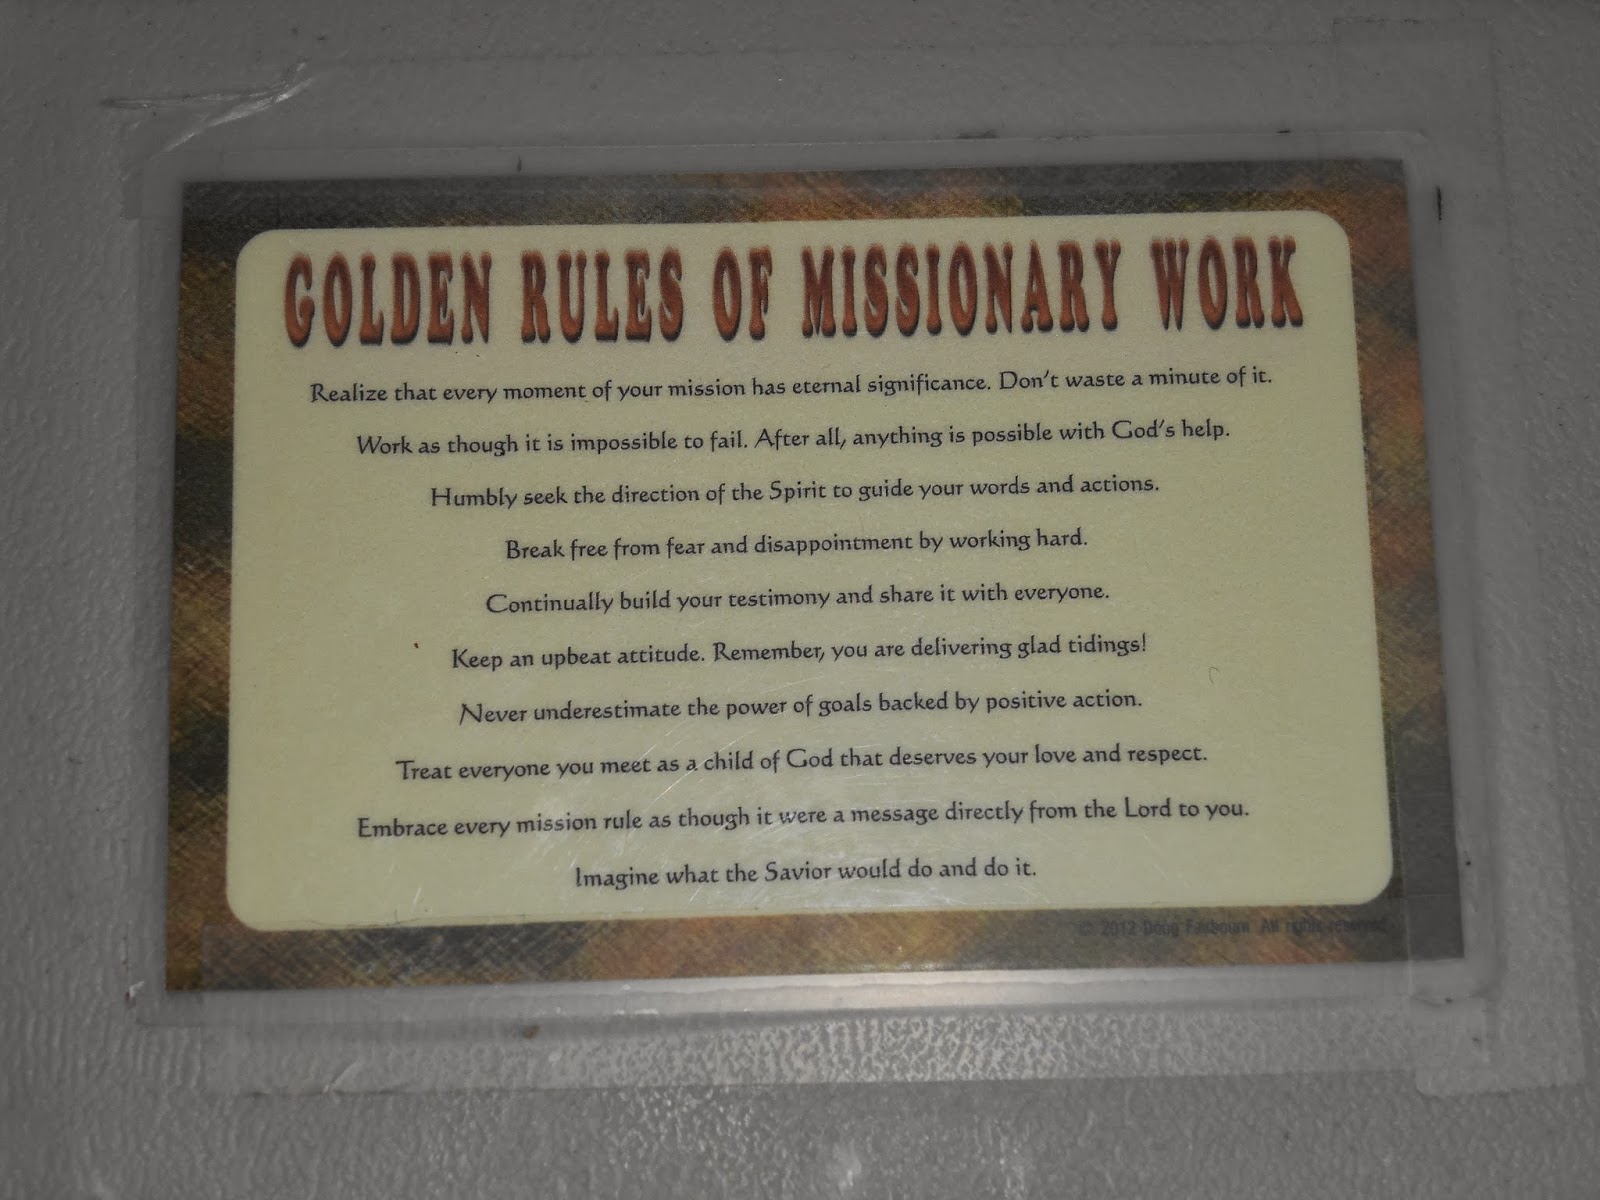 GOLDEN RULES OF MISSIONARY WORK
Realize that every moment of your mission has eternal significance. Don't waste a minute of it.
Work as though it is impossible to fail. After all, anything is possible with God's help.
Humbly seek the direction of the Spirit to guide your words and actions.
Break free from fear and disappointment by working hard.
Continually build your testimony and share it with everyone.
Keep an upbeat attitude. Remember, you are delivering glad tidings!
Never underestimate the power of goals backed by positive action.
Treat everyone you meet as a child of God that deserves your love and respect.
Embrace every mission rule as though it were a message directly from the Lord to you.
Imagine what the Savior would do and do it.
© 2012 Doug All rights reserved